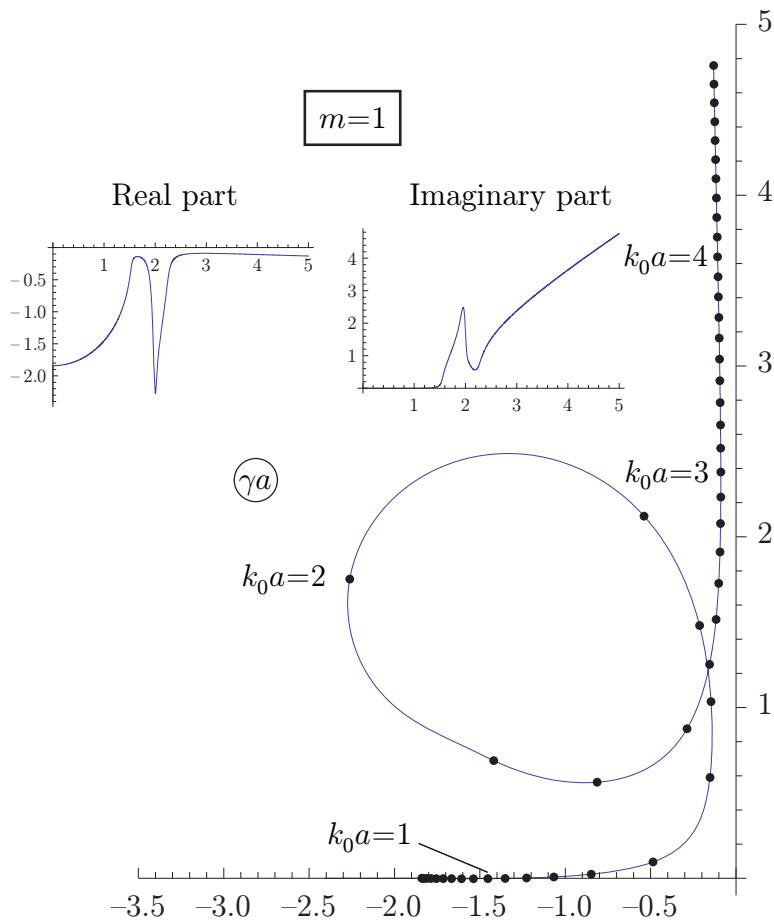 5
m=1
Real part
Imaginary part
4
1 2 3 4 5
−0.5
−1.0
−1.5
−2.0
4
3
2
1
1 2 3 4 5
k₀a=4
3
k₀a=3
γa
2
k₀a=2
1
k₀a=1
−3.5 −3.0 −2.5 −2.0 −1.5 −1.0 −0.5